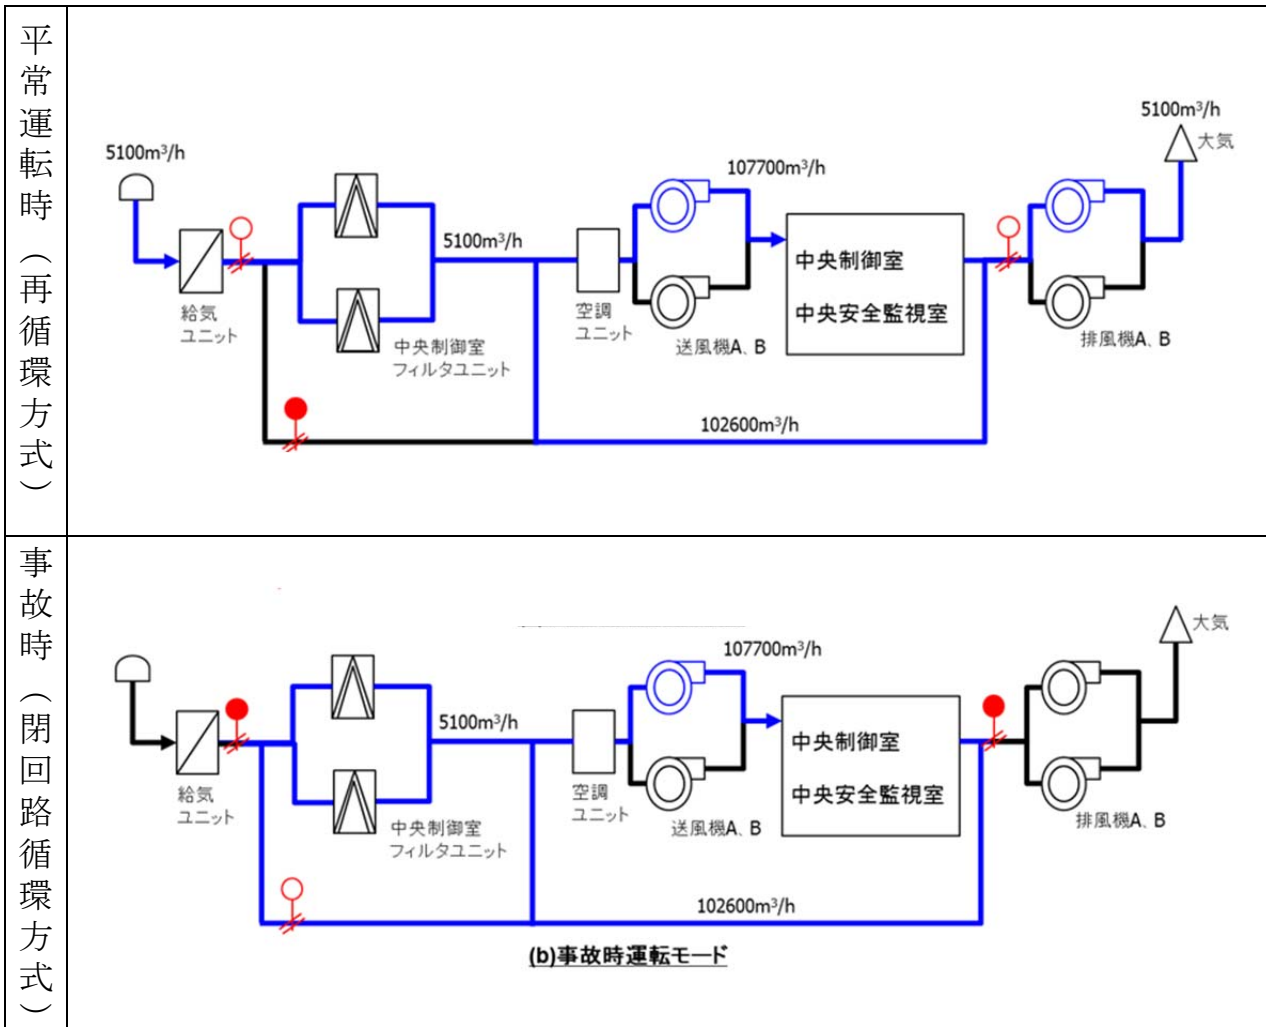 平常運転時（再循環方式）
5100m³/h
5100m³/h
大気
107700m³/h
5100m³/h
中央制御室
中央安全監視室
給気
ユニット
空調
ユニット
送風機A、B
排風機A、B
中央制御室
フィルタユニット
102600m³/h
事故時（閉回路循環方式）
大気
107700m³/h
5100m³/h
中央制御室
中央安全監視室
給気
ユニット
空調
ユニット
送風機A、B
排風機A、B
中央制御室
フィルタユニット
102600m³/h
(b)事故時運転モード